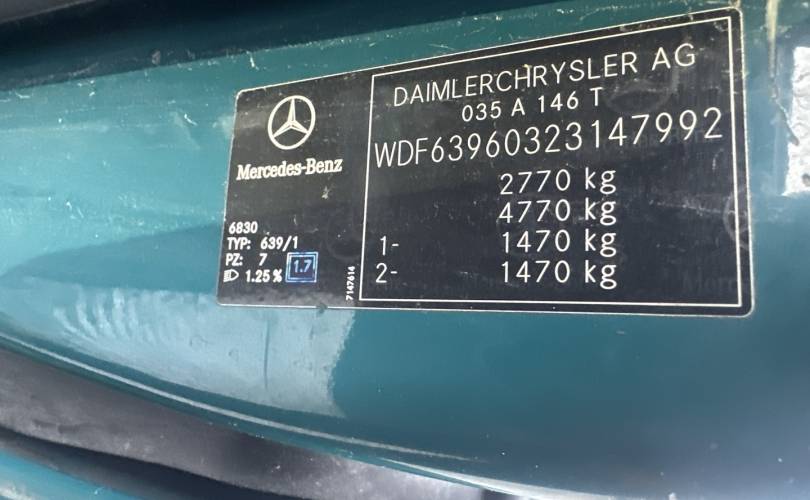 Mercedes-Benz
6830
TYP: 639/1
PZ: 7
1.25% 1.7
7147614
DAIMLERCHRYSLER AG
035 A 146 T
WDF63960323147992
2770 kg
4770 kg
1- 1470 kg
2- 1470 kg